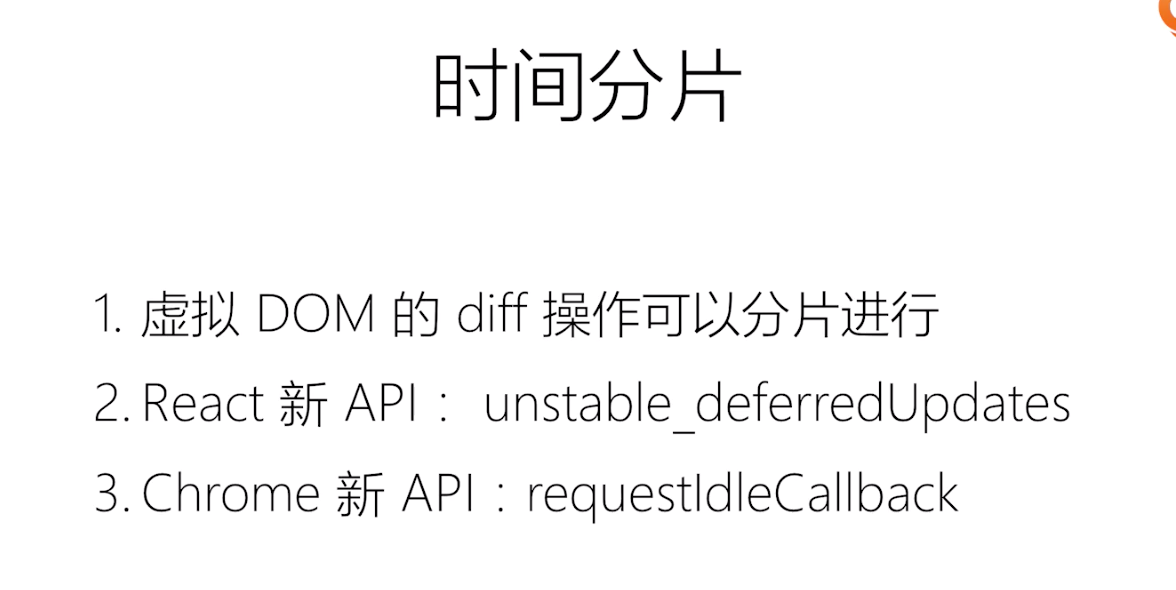 时间分片
1. 虚拟 DOM 的 diff 操作可以分片进行
2. React 新 API： unstable_deferredUpdates
3. Chrome 新 API：requestIdleCallback